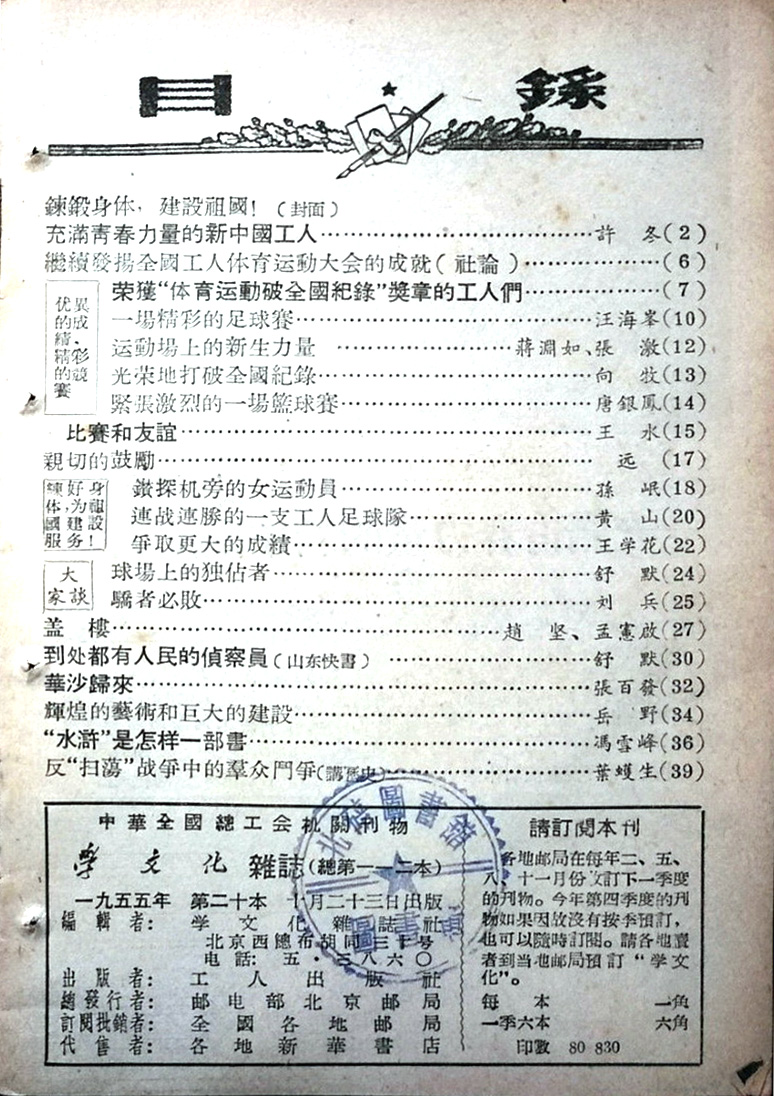 目 錄
鍊鍛身体，建設祖國！（封面）
充滿青春力量的新中國工人……許 冬(2)
繼續發揚全國工人体育运動大会的成就（社論）……(6)
优異的成績、精彩的競賽
荣獲“体育运動破全國紀錄”獎章的工人們……(7)
一場精彩的足球賽……汪海峯(10)
运動場上的新生力量……蔣淵如、張 激(12)
光荣地打破全國紀錄……向 牧(13)
緊張激烈的一場籃球賽……唐銀鳳(14)
比賽和友誼……王 水(15)
親切的鼓勵……远 (17)
鍊好身体，为祖國建設服务！
鑽探机旁的女运動員……孫 岷(18)
連战連勝的一支工人足球隊……黄 山(20)
爭取更大的成績……王学花(22)
大家談
球場上的独佔者……舒 默(24)
驕者必敗……刘 兵(25)
盖 樓……趙 坚、孟憲啟(27)
到处都有人民的偵察員（山东快書）……舒 默(30)
華沙歸來……張百發(32)
輝煌的藝術和巨大的建設……岳 野(34)
“水滸”是怎样一部書……馮雪峰(36)
反“扫蕩”战爭中的羣众鬥爭(講歷史)……葉蠖生(39)
中華全國總工会机關刊物
学文化 雜誌(總第一一二本)
一九五五年 第二十本 十月二十三日出版
編輯者：学文化雜誌社
北京西總布胡同三十号
电話：五·三八六〇
出版者：工人出版社
總發行者：邮电部北京邮局
訂閱批銷者：全國各地邮局
代售者：各地新華書店
請訂閱本刊
各地邮局在每年二、五、
八、十一月份收訂下一季度
的刊物。今年第四季度的刊
物如果因故沒有按季預訂，
也可以隨時訂閱。請各地讀
者到当地邮局預訂“学文
化”。
每 本 一角
一季六本 六角
印數 80 830
圖書館
圖書